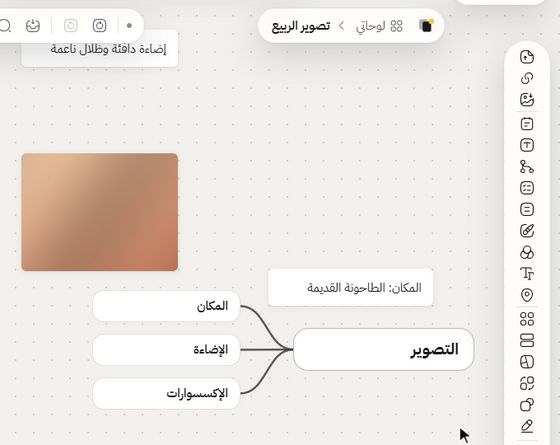 لوحاتي
تصوير الربيع
إضاءة دافئة وظلال ناعمة
المكان: الطاحونة القديمة
التصوير
المكان
الإضاءة
الإكسسوارات